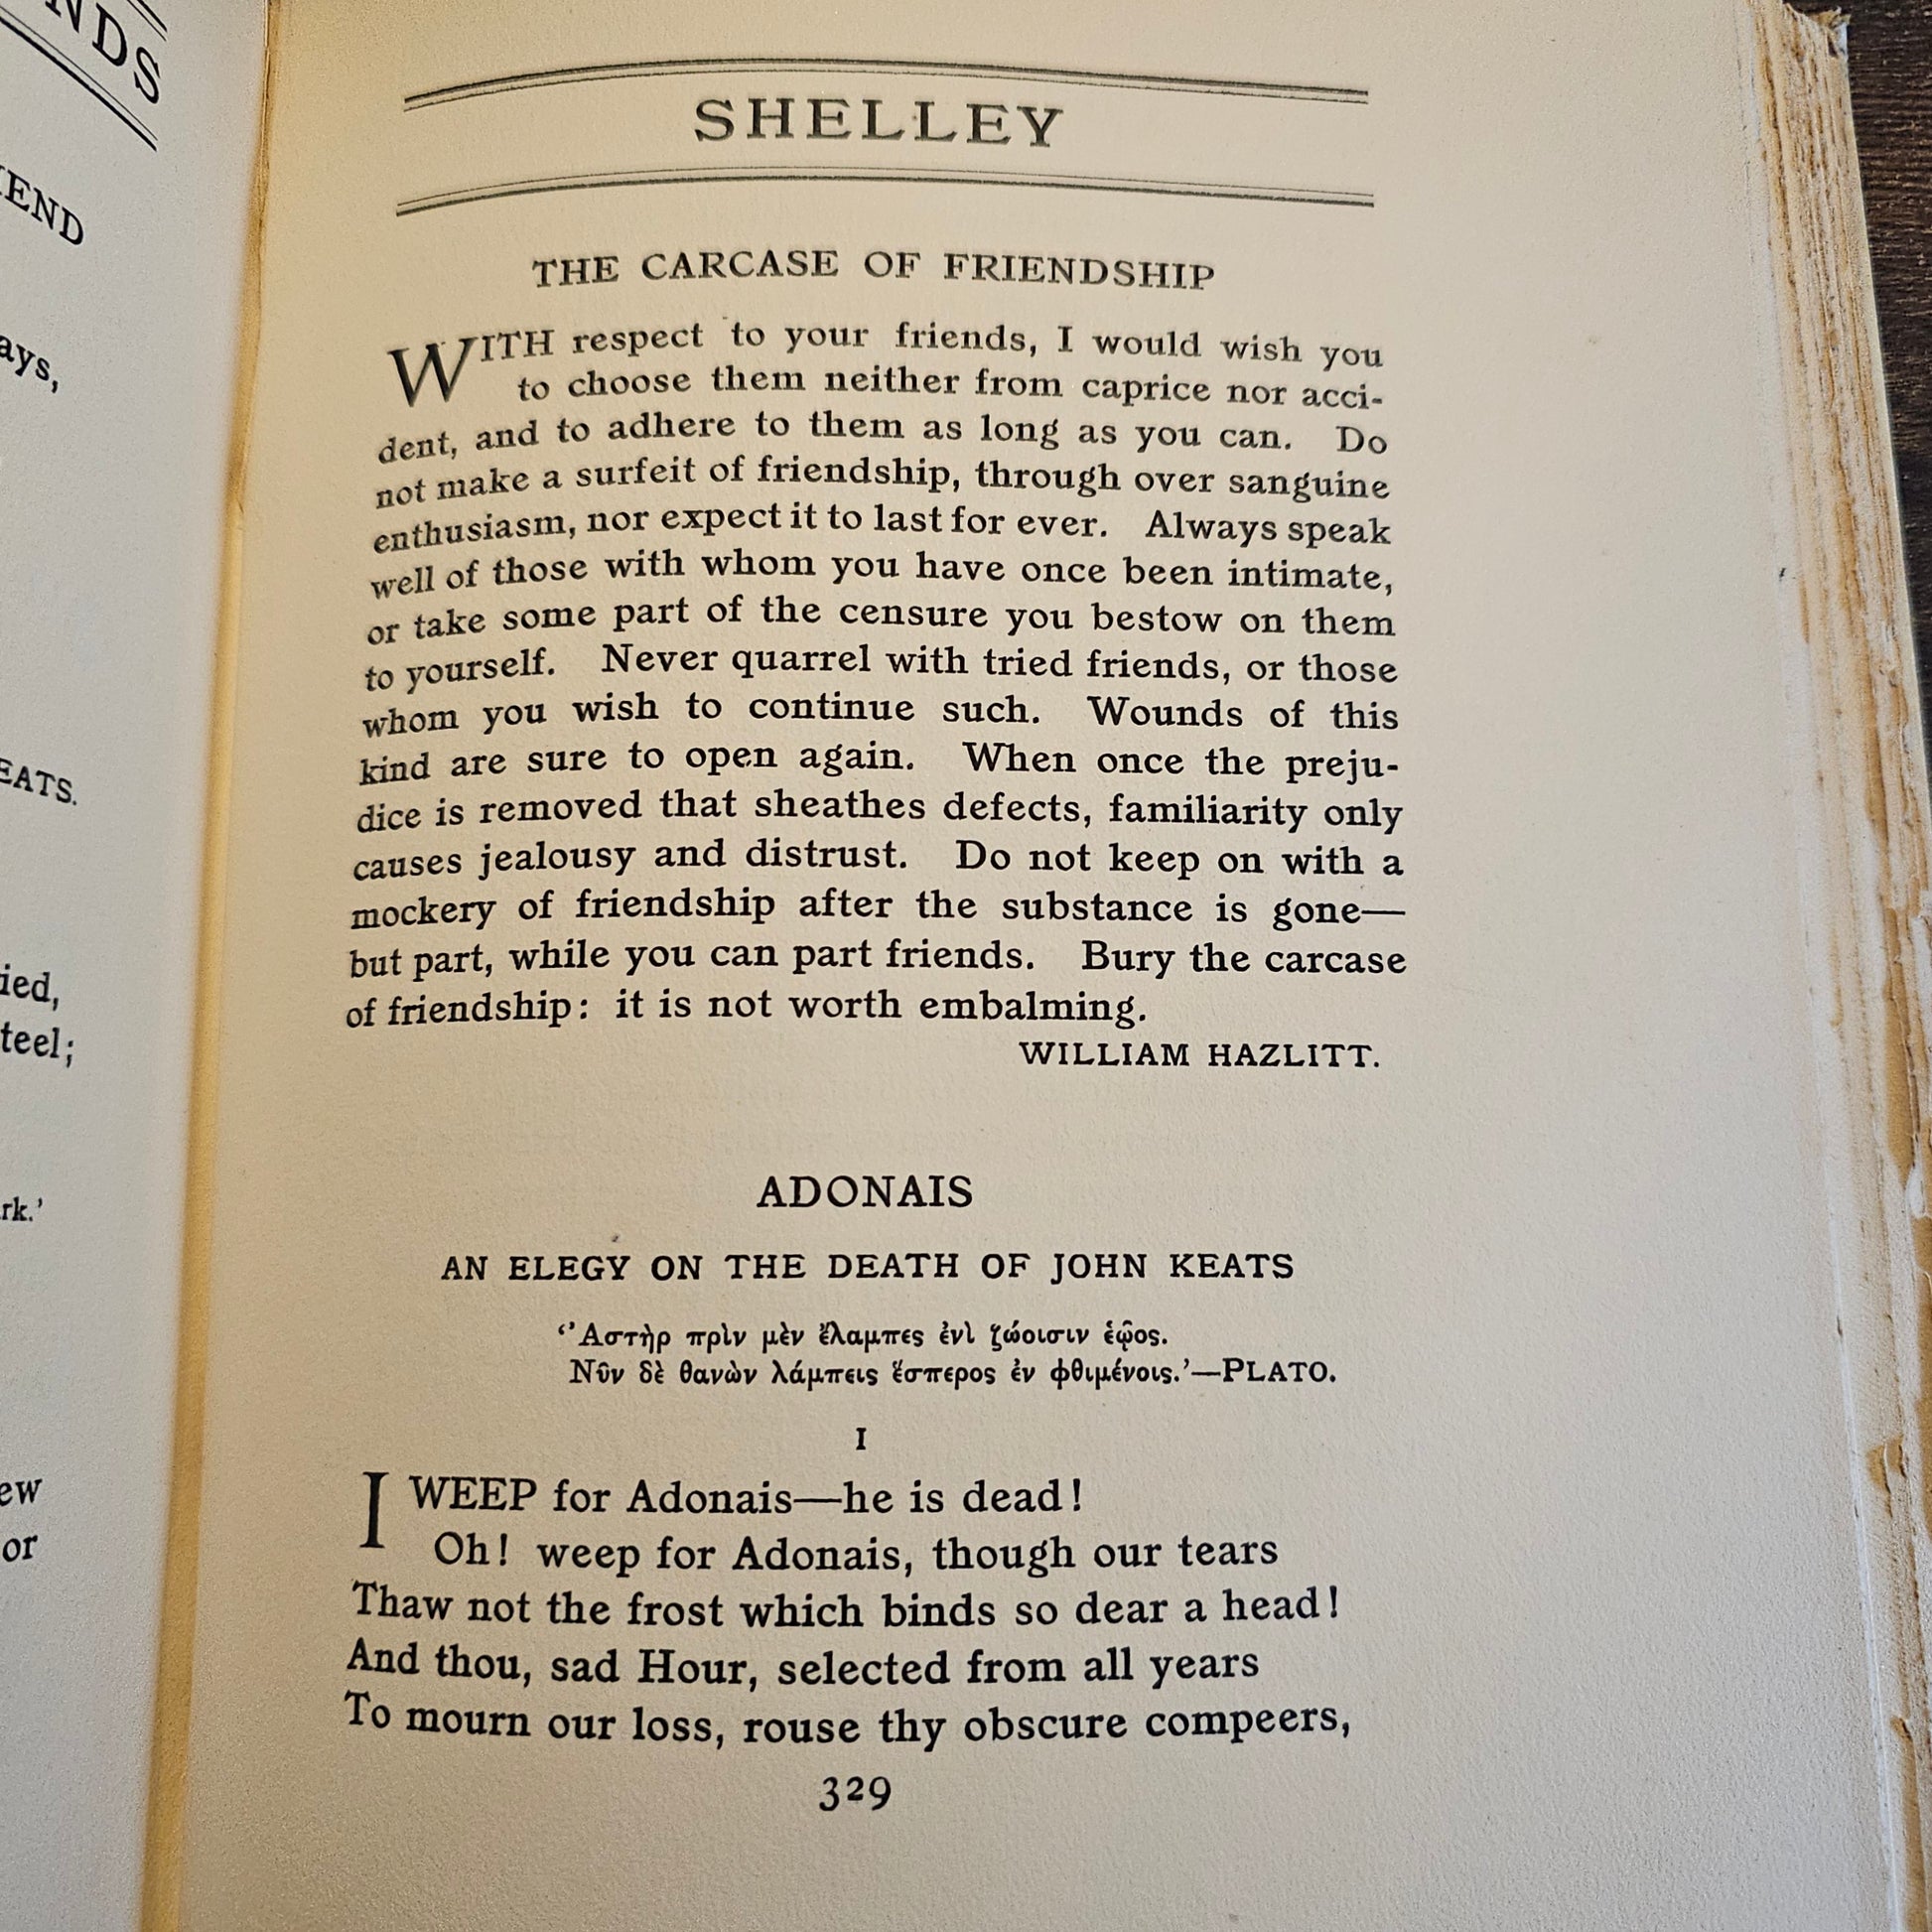 NDS
IEND
ays,
EATS.
ied,
teel;
rk.'
ew
or
SHELLEY
THE CARCASE OF FRIENDSHIP
WITH respect to your friends, I would wish you
to choose them neither from caprice nor acci-
dent, and to adhere to them as long as you can. Do
not make a surfeit of friendship, through over sanguine
enthusiasm, nor expect it to last for ever. Always speak
well of those with whom you have once been intimate,
or take some part of the censure you bestow on them
to yourself. Never quarrel with tried friends, or those
whom you wish to continue such. Wounds of this
kind are sure to open again. When once the preju-
dice is removed that sheathes defects, familiarity only
causes jealousy and distrust. Do not keep on with a
mockery of friendship after the substance is gone—
but part, while you can part friends. Bury the carcase
of friendship: it is not worth embalming.
WILLIAM HAZLITT.
ADONAIS
AN ELEGY ON THE DEATH OF JOHN KEATS
‘’Αστὴρ πρὶν μὲν ἔλαμπες ἐνὶ ζώοισιν ἑῷος.
Νῦν δὲ θανὼν λάμπεις ἕσπερος ἐν φθιμένοις.’—PLATO.
I
I WEEP for Adonais—he is dead!
Oh! weep for Adonais, though our tears
Thaw not the frost which binds so dear a head!
And thou, sad Hour, selected from all years
To mourn our loss, rouse thy obscure compeers,
329